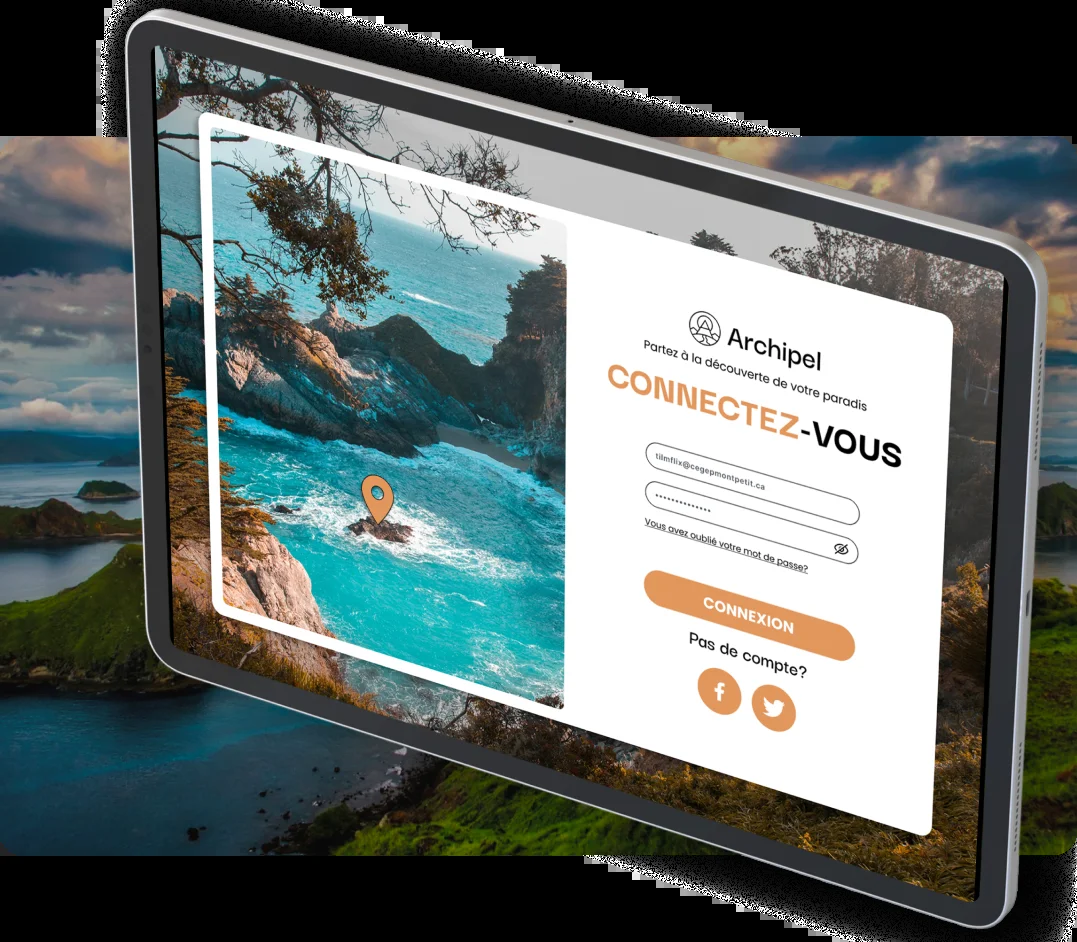 Archipel
Partez à la découverte de votre paradis
CONNECTEZ-VOUS
tilmflix@cegepmontpetit.ca
Vous avez oublié votre mot de passe?
CONNEXION
Pas de compte?